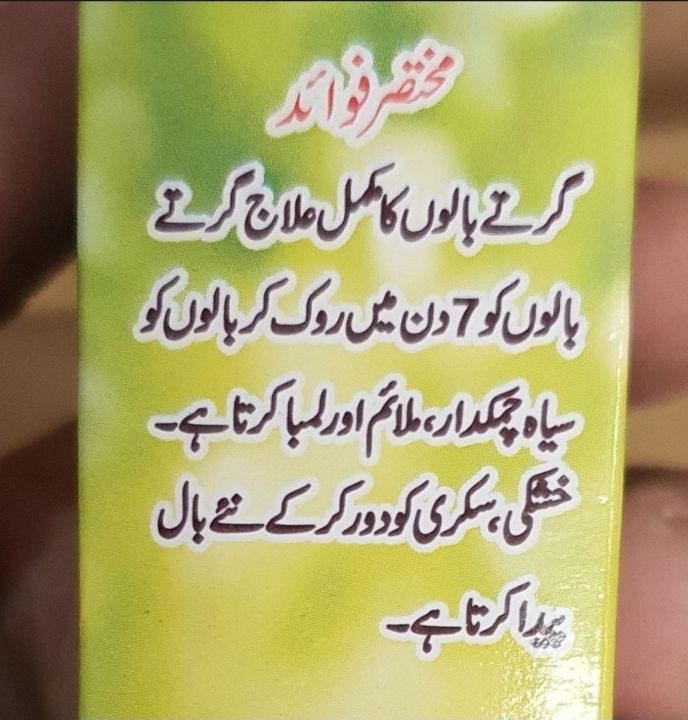 مختصر فوائد
گرتے بالوں کا مکمل علاج گرتے
بالوں کو 7 دن میں روک کر بالوں کو
سیاہ چمکدار، ملائم اور لمبا کرتا ہے۔
خشکی، سکری کو دور کر کے نئے بال
پیدا کرتا ہے۔